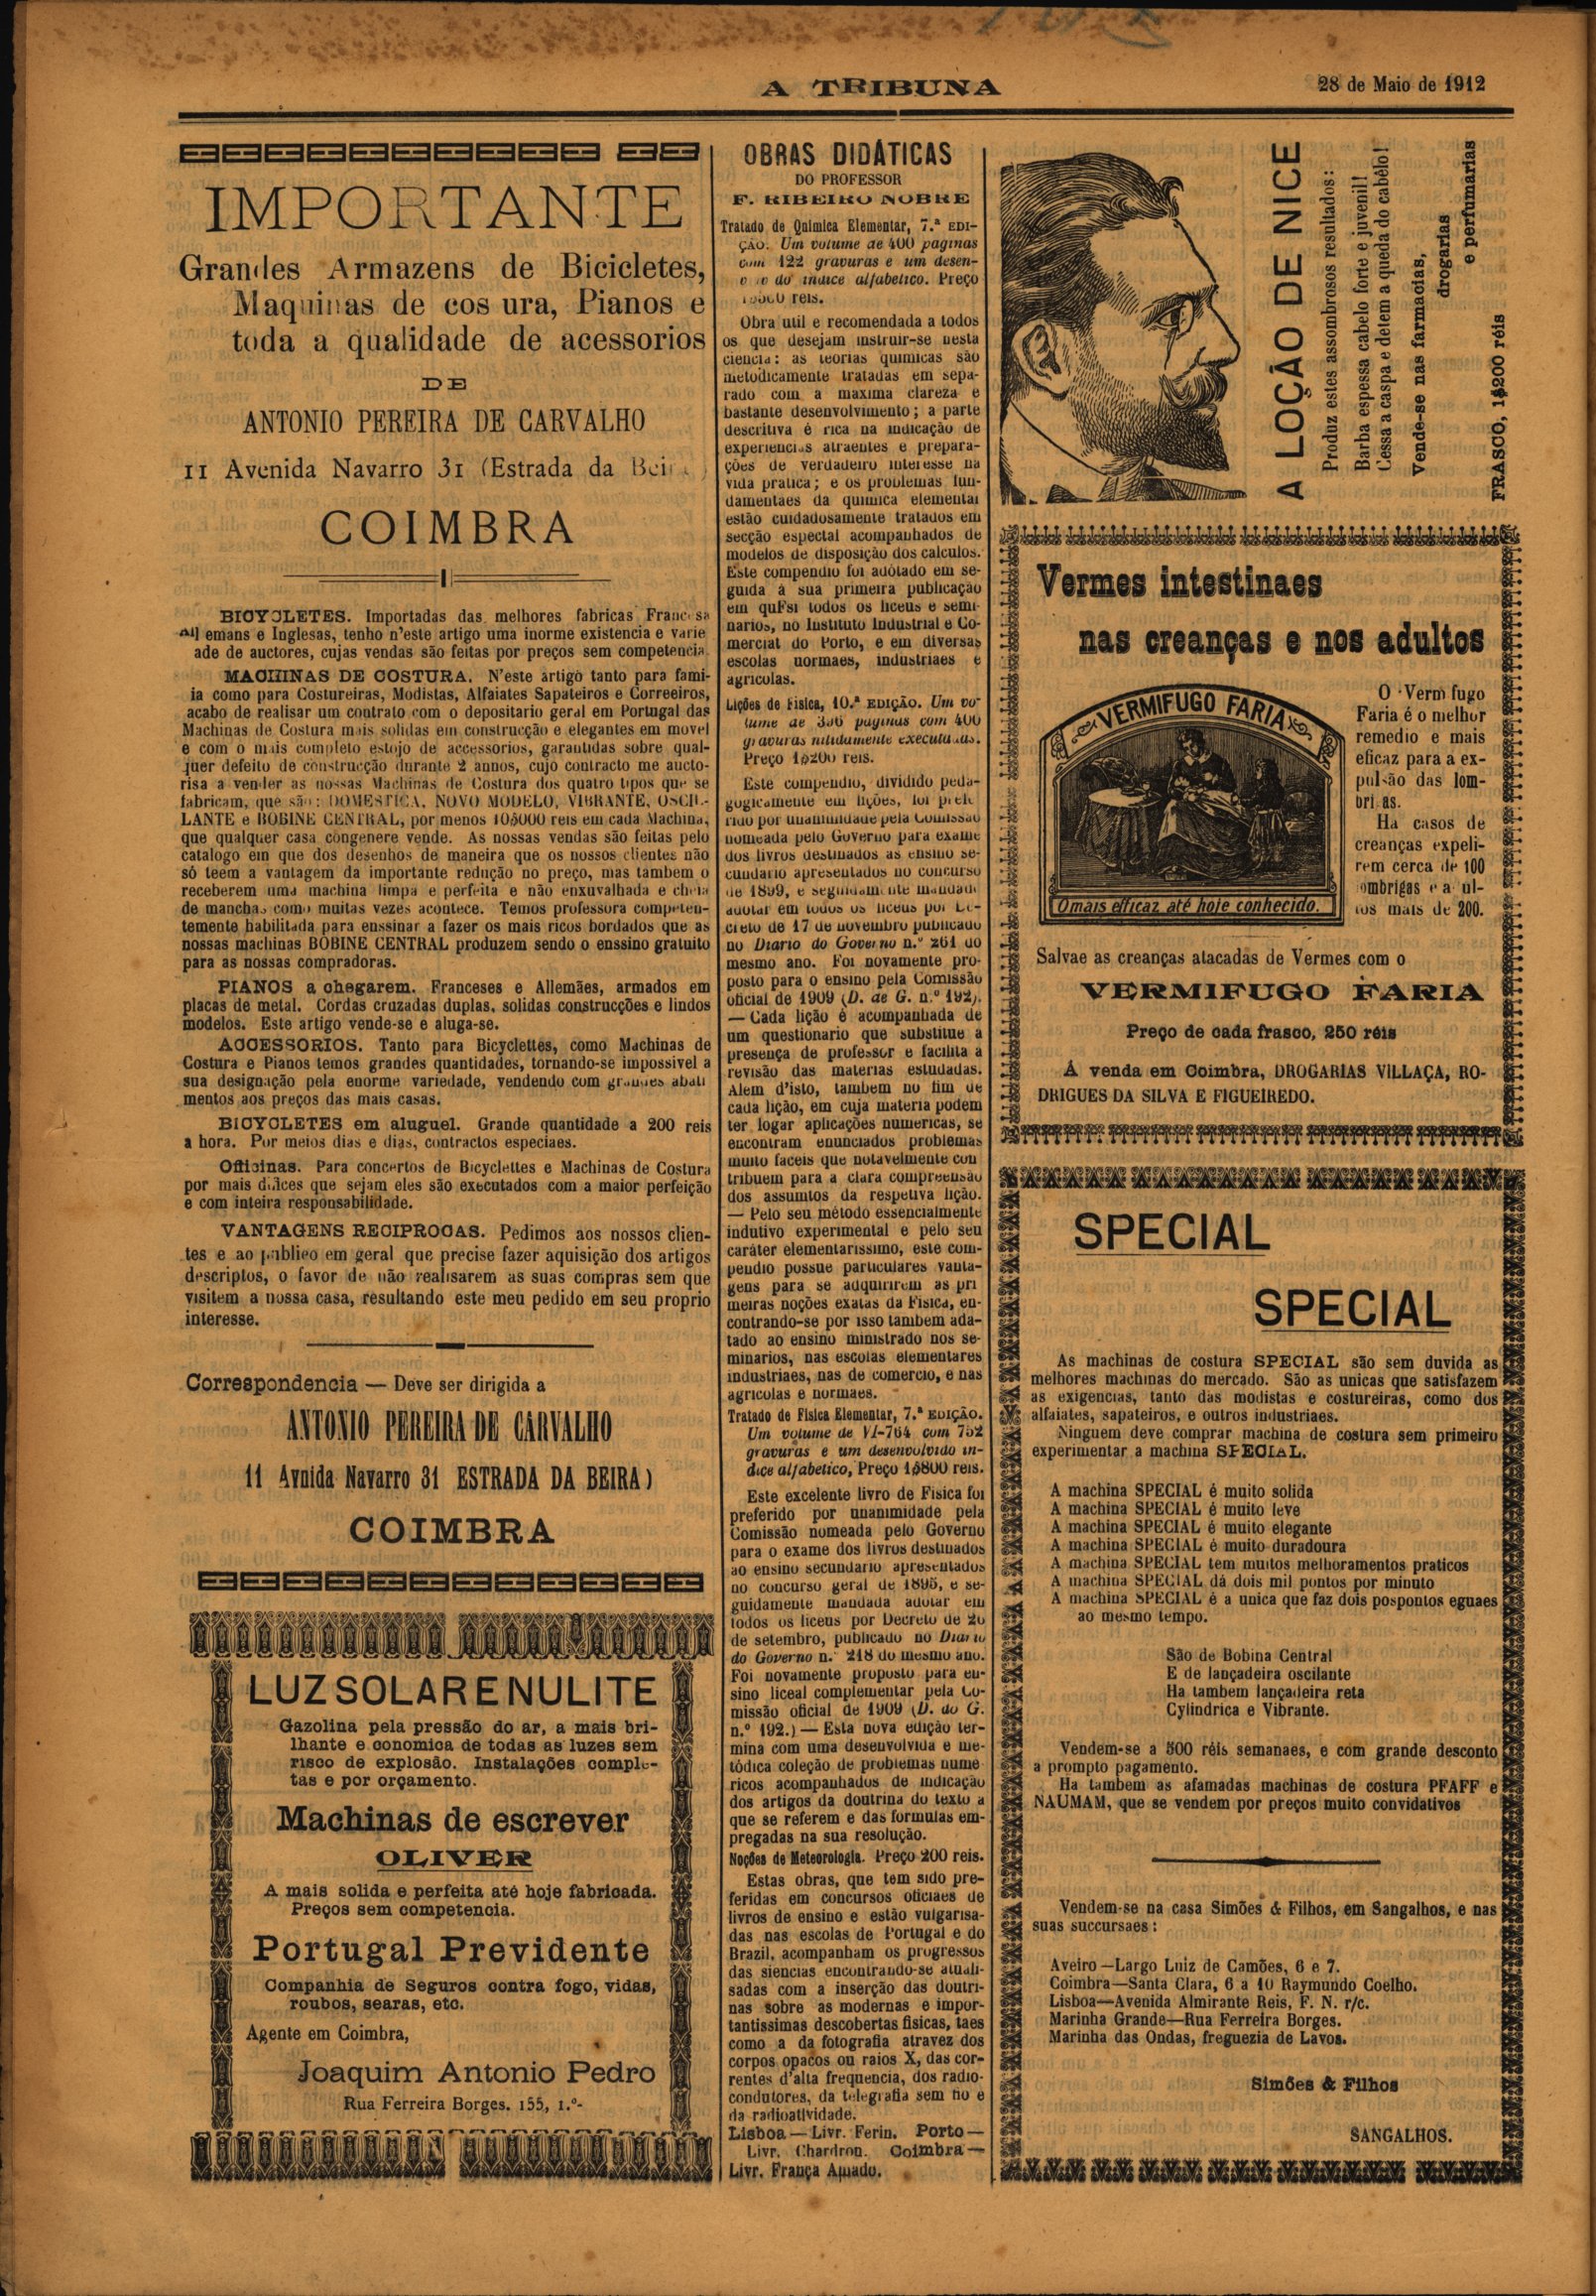 A TRIBUNA
28 de Maio de 1912
IMPORTANTE
Grandes Armazens de Bicicletes,
Maquinas de cos ura, Pianos e
toda a qualidade de acessorios
DE
ANTONIO PEREIRA DE CARVALHO
11 Avenida Navarro 31 (Estrada da Beira)
COIMBRA
BICYCLETES. Importadas das melhores fabricas Francesa
All emans e Inglesas, tenho n'este artigo uma inorme existencia e varie
ade de auctores, cujas vendas são feitas por preços sem competencia
MACHINAS DE COSTURA. N'este artigo tanto para fami-
ia como para Costureiras, Modistas, Alfaiates Sapateiros e Correeiros,
acabo de realisar um contrato com o depositario geral em Portugal das
Machinas de Costura mais solidas em construcção e elegantes em movel
e com o mais completo estojo de accessorios, garantidas sobre qual-
quer defeito de construcção durante 2 annos, cujo contracto me aucto-
risa a vender as nossas Machinas de Costura dos quatro tipos que se
fabricam, que são: DOMESTICA, NOVO MODELO, VIBRANTE, OSCIL-
LANTE e BOBINE CENTRAL, por menos 10$000 reis em cada Machina,
que qualquer casa congenere vende. As nossas vendas são feitas pelo
catalogo em que dos desenhos de maneira que os nossos clientes não
só teem a vantagem da importante redução no preço, mas tambem o
receberem uma machina limpa e perfeita e não enxuvalhada e cheia
de manchas como muitas vezes acontece. Temos professora competen-
temente habilitada para enssinar a fazer os mais ricos bordados que as
nossas machinas BOBINE CENTRAL produzem sendo o enssino gratuito
para as nossas compradoras.
PIANOS a chegarem. Franceses e Allemães, armados em
placas de metal. Cordas cruzadas duplas, solidas construcções e lindos
modelos. Este artigo vende-se e aluga-se.
ACCESSORIOS. Tanto para Bicyclettes, como Machinas de
Costura e Pianos temos grandes quantidades, tornando-se impossivel a
sua designação pela enorme variedade, vendendo com grandes abati
mentos aos preços das mais casas.
BICYCLETES em aluguel. Grande quantidade a 200 reis
a hora. Por meios dias e dias, contractos especiaes.
Officinas. Para concertos de Bicyclettes e Machinas de Costura
por mais dificeis que sejam eles são executados com a maior perfeição
e com inteira responsabilidade.
VANTAGENS RECIPROCAS. Pedimos aos nossos clien-
tes e ao publico em geral que precise fazer aquisição dos artigos
descriptos, o favor de não realisarem as suas compras sem que
visitem a nossa casa, resultando este meu pedido em seu proprio
interesse.
Correspondencia — Deve ser dirigida a
ANTONIO PEREIRA DE CARVALHO
11 Avnida Navarro 31 ESTRADA DA BEIRA)
COIMBRA
LUZ SOLAR E NULITE
Gazolina pela pressão do ar, a mais bri-
lhante e conomica de todas as luzes sem
risco de explosão. Instalações comple-
tas e por orçamento.
Machinas de escrever
OLIVER
A mais solida e perfeita até hoje fabricada.
Preços sem competencia.
Portugal Previdente
Companhia de Seguros contra fogo, vidas,
roubos, searas, etc.
Agente em Coimbra,
Joaquim Antonio Pedro
Rua Ferreira Borges. 155, 1.º-
OBRAS DIDÁTICAS
DO PROFESSOR
F. RIBEIRO NOBRE
Tratado de Quimica Elementar, 7.ª EDI-
ÇÃO. Um volume de 400 paginas
com 122 gravuras e um desen-
do indice alfabetico. Preço
reis.
Obra util e recomendada a todos
os que desejam instruir-se nesta
ciencia: as teorias quimicas são
metodicamente tratadas em sepa-
rado com a maxima clareza e
bastante desenvolvimento; a parte
descritiva é rica na indicação de
experiencias atraentes e prepara-
ções de verdadeiro interesse na
vida pratica; e os problemas fun-
damentaes da quimica elementar
estão cuidadosamente tratados em
secção espectal acompanhados de
modelos de disposição dos calculos.
Este compendio foi adotado em se-
guida á sua primeira publicação
em quFsi todos os liceus e semi-
narios, no Instituto Industrial e Co-
mercial do Porto, e em diversas
escolas normaes, industriaes e
agricolas.
Lições de Fisica, 10.ª EDIÇÃO. Um vo-
lume de 356 paginas com 400
gravuras nitidamente executadas.
Preço 1$200 reis.
Este compendio, dividido peda-
gogicamente em lições, foi prefe
rido por unanimidade pela Comissão
nomeada pelo Governo para exame
dos livros destinados as ensino se-
cundario apresentados no concurso
de 1899, e seguidamente mandado
adotar em todos os liceus por De-
creto de 17 de novembro publicado
no Diario do Governo n.º 261 do
mesmo ano. Foi novamente pro-
posto para o ensino pela Comissão
oficial de 1909 (D. de G. n.º 192).
— Cada lição é acompanhada de
um questionario que substitue a
presença de professor e facilita a
revisão das materias estudadas.
Alem d'isto, tambem no fim de
cada lição, em cuja materia podem
ter logar aplicações numericas, se
encontram enunciados problemas
muito faceis que notavelmente con
tribuem para a clara compreensão
dos assuntos da respetiva lição.
— Pelo seu método essencialmente
indutivo experimental e pelo seu
caráter elementarissimo, este com-
pendio possue particulares vanta-
gens para se adquirirem as pri
meiras noções exatas da Fisica, en-
contrando-se por isso tambem ada-
tado ao ensino ministrado nos se-
minarios, nas escolas elementares
industriaes, nas de comercio, e nas
agricolas e normaes.
Tratado de Fisica Elementar, 7.ª EDIÇÃO.
Um volume de VI-764 com 752
gravuras e um desenvolvido in-
dice alfabetico, Preço 1$800 reis.
Este excelente livro de Fisica foi
preferido por unanimidade pela
Comissão nomeada pelo Governo
para o exame dos livros destinados
ao ensino secundario apresentados
no concurso geral de 1895, e se-
guidamente mandada adotar em
todos os liceus por Decreto de 26
de setembro, publicado no Diario
do Governo n.º 218 do mesmo ano.
Foi novamente proposto para en-
sino liceal complementar pela Co-
missão oficial de 1909 (D. do G.
n.º 192.) — Esta nova edição ter-
mina com uma desenvolvida e me-
tódica coleção de problemas nume
ricos acompanhados de indicação
dos artigos da doutrina do texto a
que se referem e das formulas em-
pregadas na sua resolução.
Noções de Meteorologia. Preço 200 reis.
Estas obras, que tem sido pre-
feridas em concursos oficiaes de
livros de ensino e estão vulgarisa-
das nas escolas de Portugal e do
Brazil, acompanham os progressos
das siencias encontrando-se atuali-
sadas com a inserção das doutri-
nas sobre as modernas e impor-
tantissimas descobertas fisicas, taes
como a da fotografia atravez dos
corpos opacos ou raios X, das cor-
rentes d'alta frequencia, dos radio-
condutores, da telegrafia sem fio e
da radioatividade.
Lisboa — Livr. Ferin. Porto —
Livr. Chardron. Coimbra —
Livr. França Amado.
A LOÇÃO DE NICE
Produz estes assombrosos resultados:
Barba espessa cabelo forte e juvenil!
Cessa a caspa e detem a queda do cabêlo!
Vende-se nas farmacias,
drogarias
e perfumarias
FRASCO, 1$200 réis
Vermes intestinaes
nas creanças e nos adultos
VERMIFUGO FARIA
O mais efficaz até hoje conhecido.
O Verm fugo
Faria é o melhor
remedio e mais
eficaz para a ex-
pulsão das lom-
bri as.
Ha casos de
creanças expeli-
rem cerca de 100
ombrigas e a ul-
tos mais de 200.
Salvae as creanças atacadas de Vermes com o
VERMIFUGO FARIA
Preço de cada frasco, 250 réis
Á venda em Coimbra, DROGARIAS VILLAÇA, RO-
DRIGUES DA SILVA E FIGUEIREDO.
SPECIAL
SPECIAL
As machinas de costura SPECIAL são sem duvida as
melhores machinas do mercado. São as unicas que satisfazem
as exigencias, tanto das modistas e costureiras, como dos
alfaiates, sapateiros, e outros industriaes.
Ninguem deve comprar machina de costura sem primeiro
experimentar a machina SPECIAL.
A machina SPECIAL é muito solida
A machina SPECIAL é muito leve
A machina SPECIAL é muito elegante
A machina SPECIAL é muito duradoura
A machina SPECIAL tem muitos melhoramentos praticos
A machina SPECIAL dá dois mil pontos por minuto
A machina SPECIAL é a unica que faz dois pospontos eguaes
ao mesmo tempo.
São de Bobina Central
E de lançadeira oscilante
Ha tambem lançadeira reta
Cylindrica e Vibrante.
Vendem-se a 500 réis semanaes, e com grande desconto
a prompto pagamento.
Ha tambem as afamadas machinas de costura PFAFF e
NAUMAM, que se vendem por preços muito convidativos
Vendem-se na casa Simões & Filhos, em Sangalhos, e nas
suas succursaes:
Aveiro—Largo Luiz de Camões, 6 e 7.
Coimbra—Santa Clara, 6 a 10 Raymundo Coelho.
Lisboa—Avenida Almirante Reis, F. N. r/c.
Marinha Grande—Rua Ferreira Borges.
Marinha das Ondas, freguezia de Lavos.
Simões & Filhos
SANGALHOS.